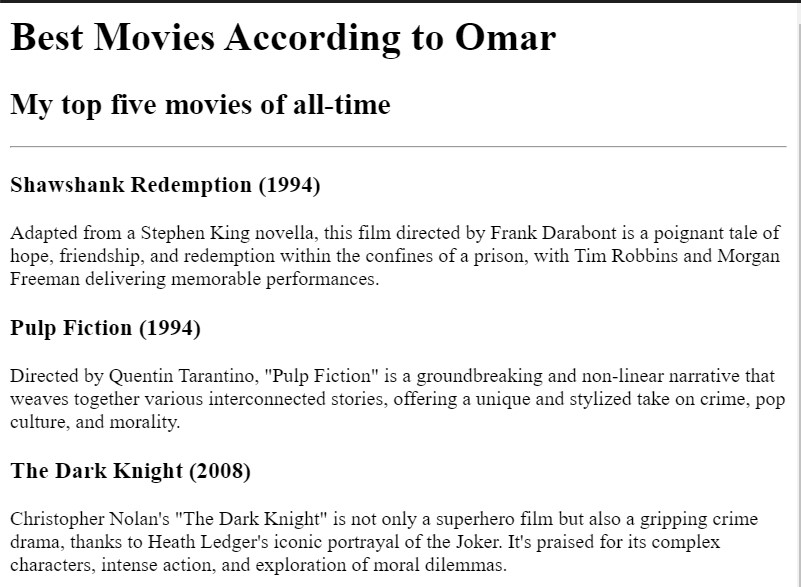 Best Movies According to Omar
My top five movies of all-time
Shawshank Redemption (1994)
Adapted from a Stephen King novella, this film directed by Frank Darabont is a poignant tale of
hope, friendship, and redemption within the confines of a prison, with Tim Robbins and Morgan
Freeman delivering memorable performances.
Pulp Fiction (1994)
Directed by Quentin Tarantino, "Pulp Fiction" is a groundbreaking and non-linear narrative that
weaves together various interconnected stories, offering a unique and stylized take on crime, pop
culture, and morality.
The Dark Knight (2008)
Christopher Nolan's "The Dark Knight" is not only a superhero film but also a gripping crime
drama, thanks to Heath Ledger's iconic portrayal of the Joker. It's praised for its complex
characters, intense action, and exploration of moral dilemmas.